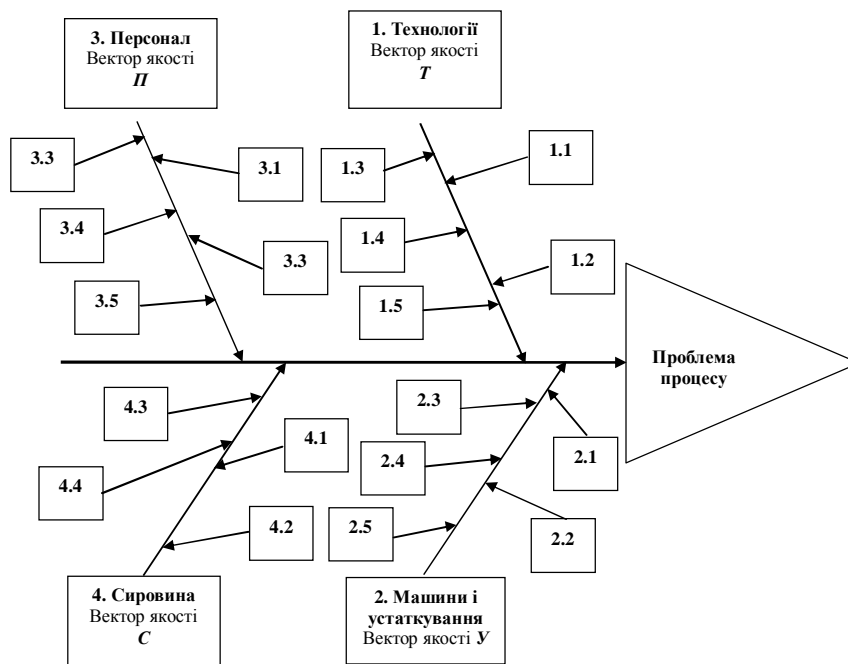 3. Персонал
Вектор якості
П
1. Технології
Вектор якості
Т
3.3
3.1
3.4
3.3
3.5
1.3
1.1
1.4
1.2
1.5
Проблема
процесу
4.3
4.1
4.4
4.2
2.3
2.1
2.4
2.2
2.5
4. Сировина
Вектор якості
С
2. Машини і
устаткування
Вектор якості У